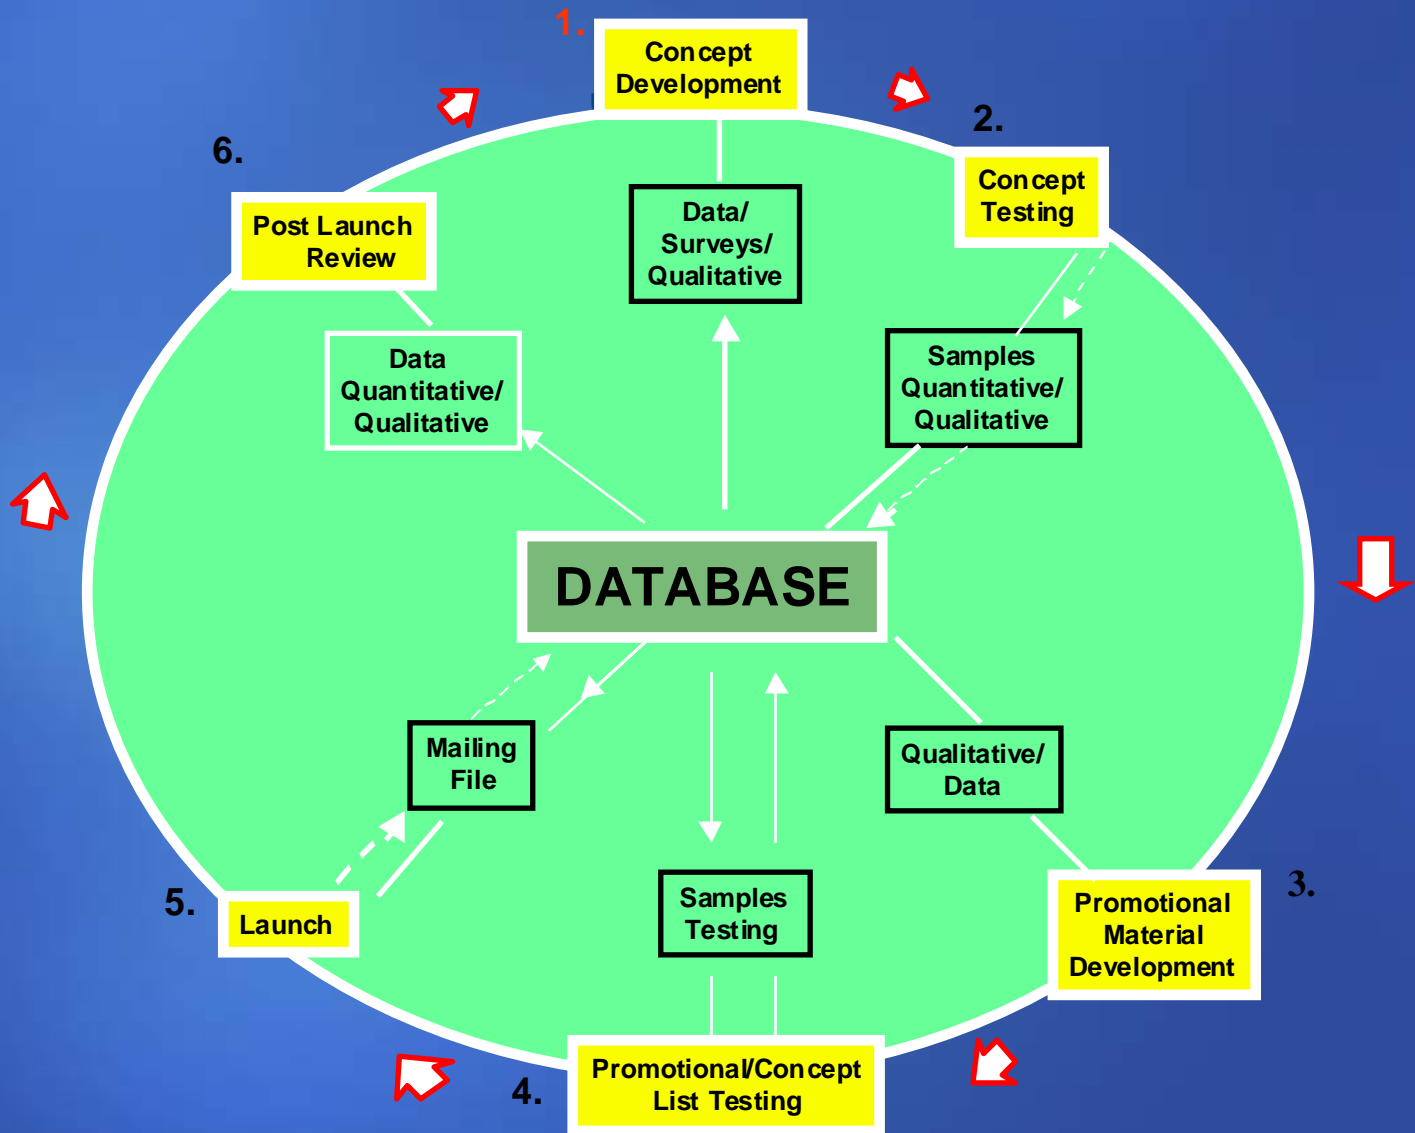 1.
Concept
Development
2.
Concept
Testing
6.
Post Launch
Review
Data/
Surveys/
Qualitative
Data
Quantitative/
Qualitative
Samples
Quantitative/
Qualitative
DATABASE
Mailing
File
Qualitative/
Data
5.
Launch
Samples
Testing
3.
Promotional
Material
Development
4.
Promotional/Concept
List Testing